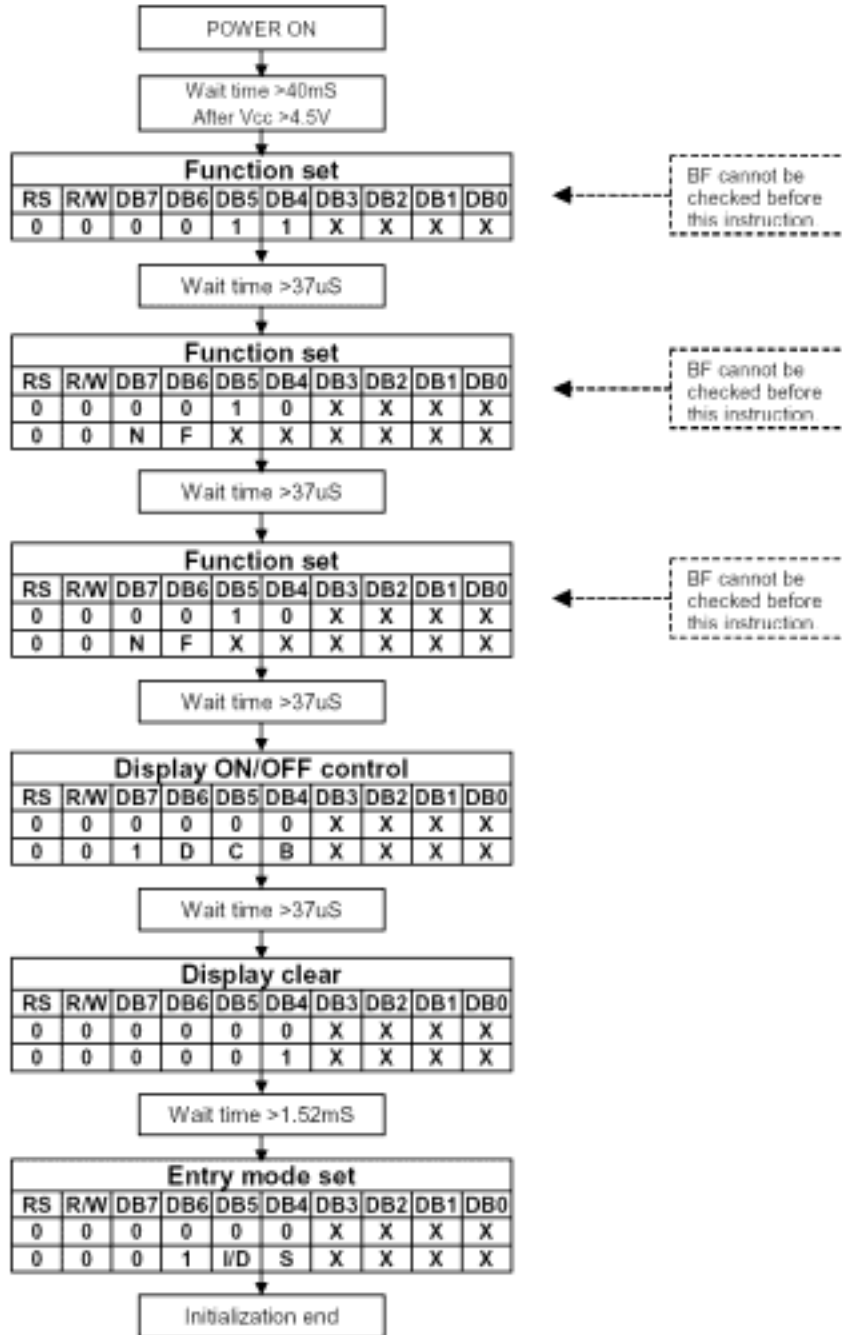 POWER ON
Wait time >40mS
After Vcc >4.5V
Function set
RS R/W DB7 DB6 DB5 DB4 DB3 DB2 DB1 DB0
0 0 0 0 1 1 X X X X
BF cannot be
checked before
this instruction.
Wait time >37uS
Function set
RS R/W DB7 DB6 DB5 DB4 DB3 DB2 DB1 DB0
0 0 0 0 1 0 X X X X
0 0 N F X X X X X X
BF cannot be
checked before
this instruction.
Wait time >37uS
Function set
RS R/W DB7 DB6 DB5 DB4 DB3 DB2 DB1 DB0
0 0 0 0 1 0 X X X X
0 0 N F X X X X X X
BF cannot be
checked before
this instruction.
Wait time >37uS
Display ON/OFF control
RS R/W DB7 DB6 DB5 DB4 DB3 DB2 DB1 DB0
0 0 0 0 0 0 X X X X
0 0 1 D C B X X X X
Wait time >37uS
Display clear
RS R/W DB7 DB6 DB5 DB4 DB3 DB2 DB1 DB0
0 0 0 0 0 0 X X X X
0 0 0 0 0 1 X X X X
Wait time >1.52mS
Entry mode set
RS R/W DB7 DB6 DB5 DB4 DB3 DB2 DB1 DB0
0 0 0 0 0 0 X X X X
0 0 0 1 I/D S X X X X
Initialization end